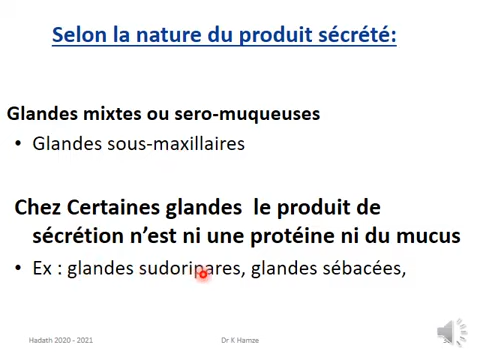 Selon la nature du produit sécrété:
Glandes mixtes ou sero-muqueuses
• Glandes sous-maxillaires
Chez Certaines glandes le produit de
sécrétion n'est ni une protéine ni du mucus
• Ex : glandes sudoripares, glandes sébacées,
Hadath 2020 - 2021
Dr K Hamze